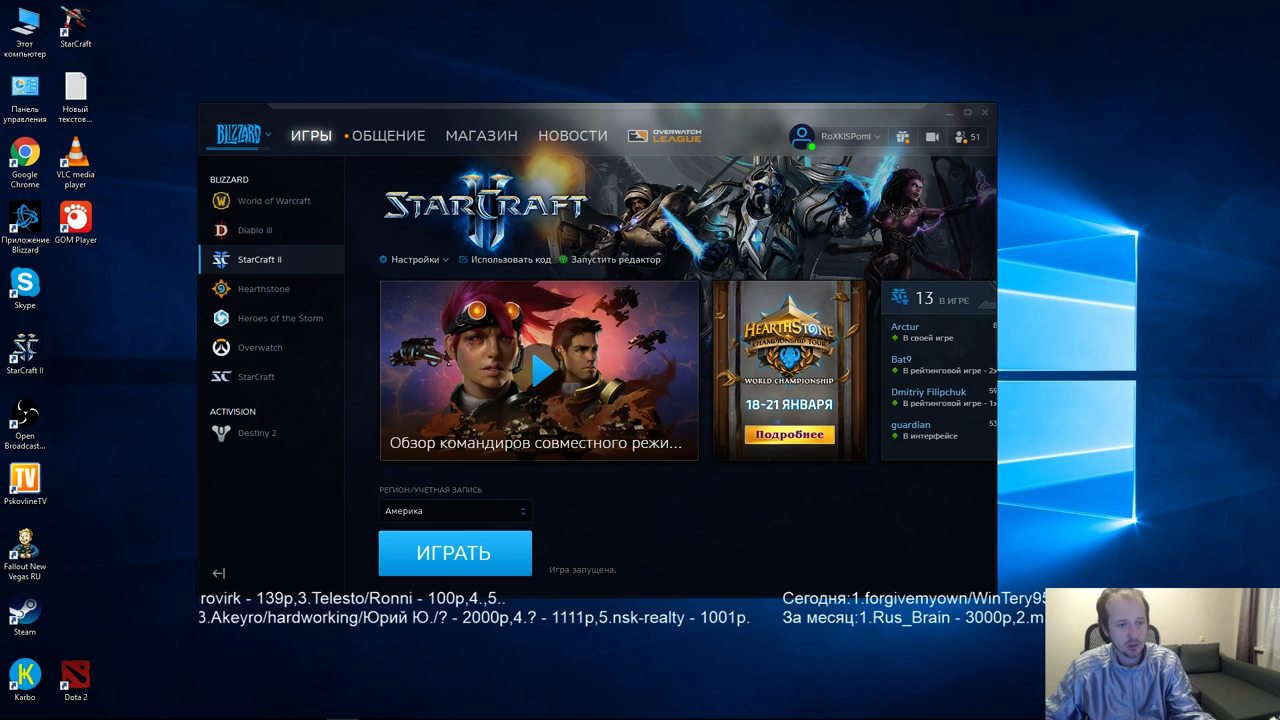 Этот
компьютер
StarCraft
Панель
управления
Новый
текстов...
Google
Chrome
VLC media
player
Приложение
Blizzard
GOM Player
Skype
StarCraft II
Open
Broadcast...
PskovlineTV
Fallout New
Vegas RU
Steam
Karbo
Dota 2
BLIZZARD
ИГРЫ
ОБЩЕНИЕ
МАГАЗИН
НОВОСТИ
OVERWATCH
LEAGUE
RoXKISPomi
51
BLIZZARD
World of Warcraft
Diablo III
StarCraft II
Hearthstone
Heroes of the Storm
Overwatch
StarCraft
ACTIVISION
Destiny 2
STARCRAFT II
Настройки
Использовать код
Запустить редактор
Обзор командиров совместного режи...
HEARTHSTONE
CHAMPIONSHIP TOUR
WORLD CHAMPIONSHIP
18-21 ЯНВАРЯ
Подробнее
13 В ИГРЕ
Arctur
В своей игре
Bat9
В рейтинговой игре - 2
Dmitriy Filipchuk
В рейтинговой игре - 1
guardian
В интерфейсе
РЕГИОН/УЧЕТНАЯ ЗАПИСЬ
Америка
ИГРАТЬ
Игра запущена.
rovirk - 139р,3.Telesto/Ronni - 100р,4.,5..
Сегодня:1.forgivemyown/WinTery95
3.Akeyro/hardworking/Юрий Ю./? - 2000р,4.? - 1111р,5.nsk-realty - 1001р.
За месяц:1.Rus_Brain - 3000р,2.m